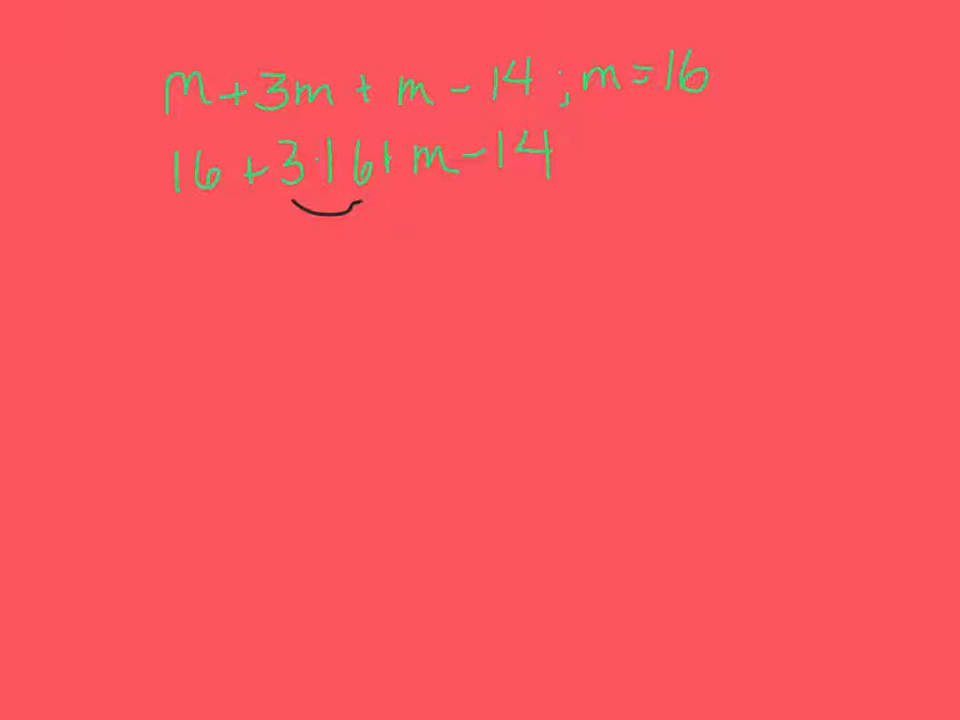 m + 3m + m - 14 ; m = 16
16 + 3 · 16 + m - 14